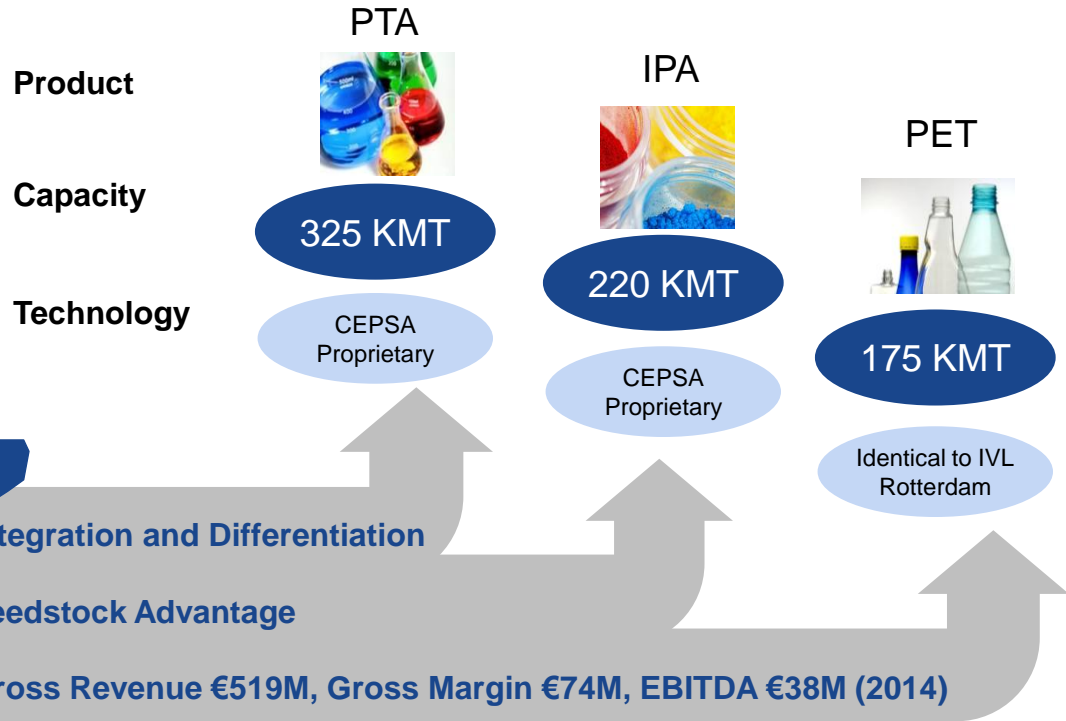 PTA
Product
IPA
PET
Capacity
325 KMT
220 KMT
Technology
CEPSA
Proprietary
175 KMT
CEPSA
Proprietary
Identical to IVL
Rotterdam
ntegration and Differentiation
eedstock Advantage
ross Revenue €519M, Gross Margin €74M, EBITDA €38M (2014)